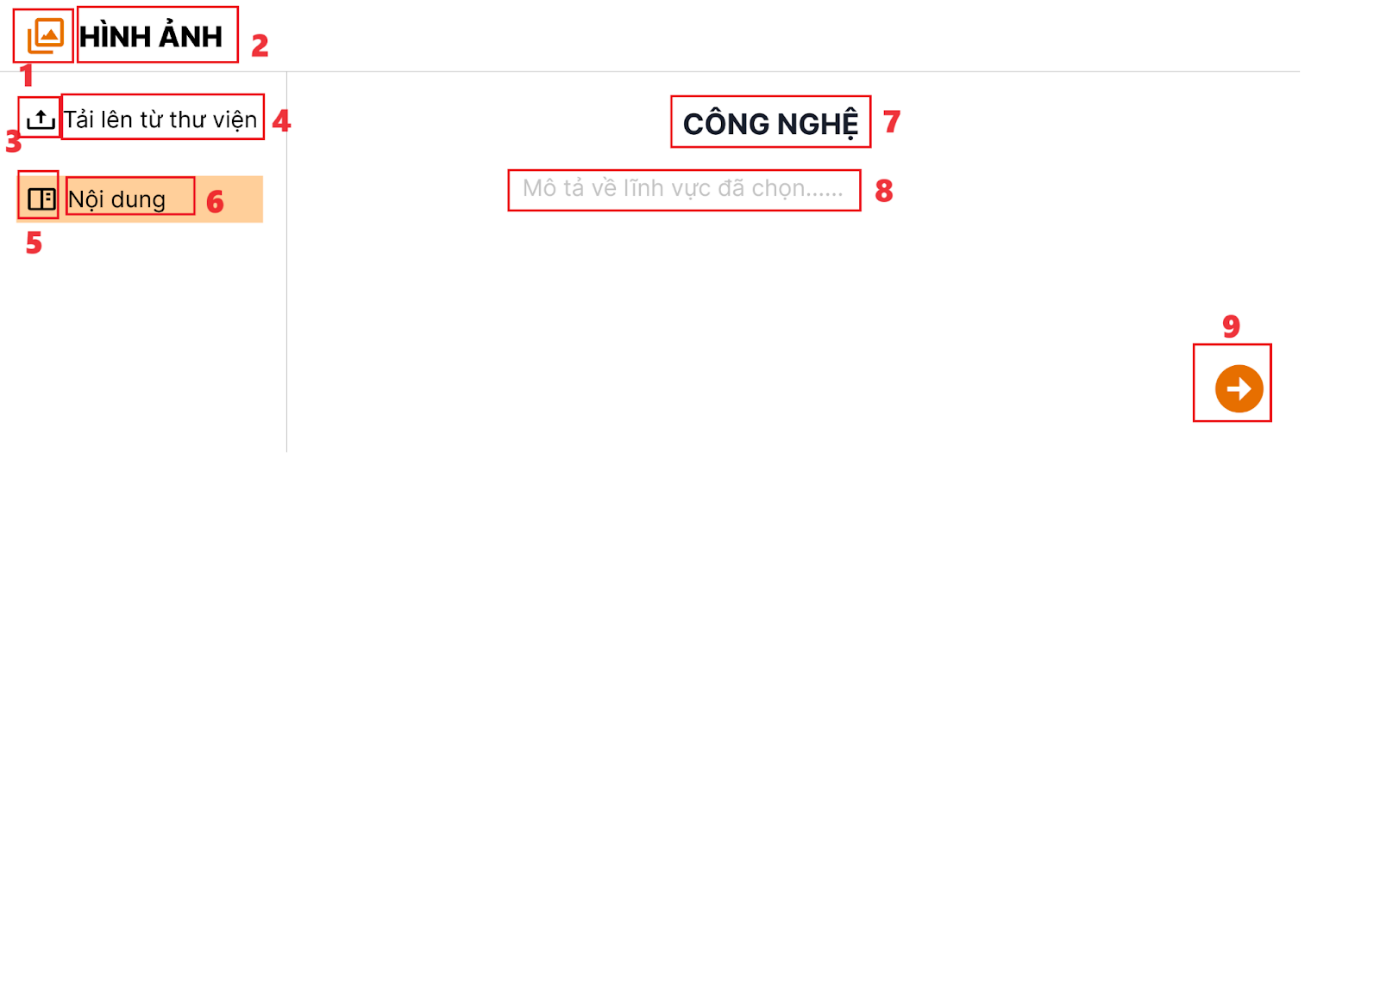 HÌNH ẢNH
2
1
Tải lên từ thư viện
4
3
Nội dung
6
5
CÔNG NGHỆ
7
Mô tả về lĩnh vực đã chọn......
8
9